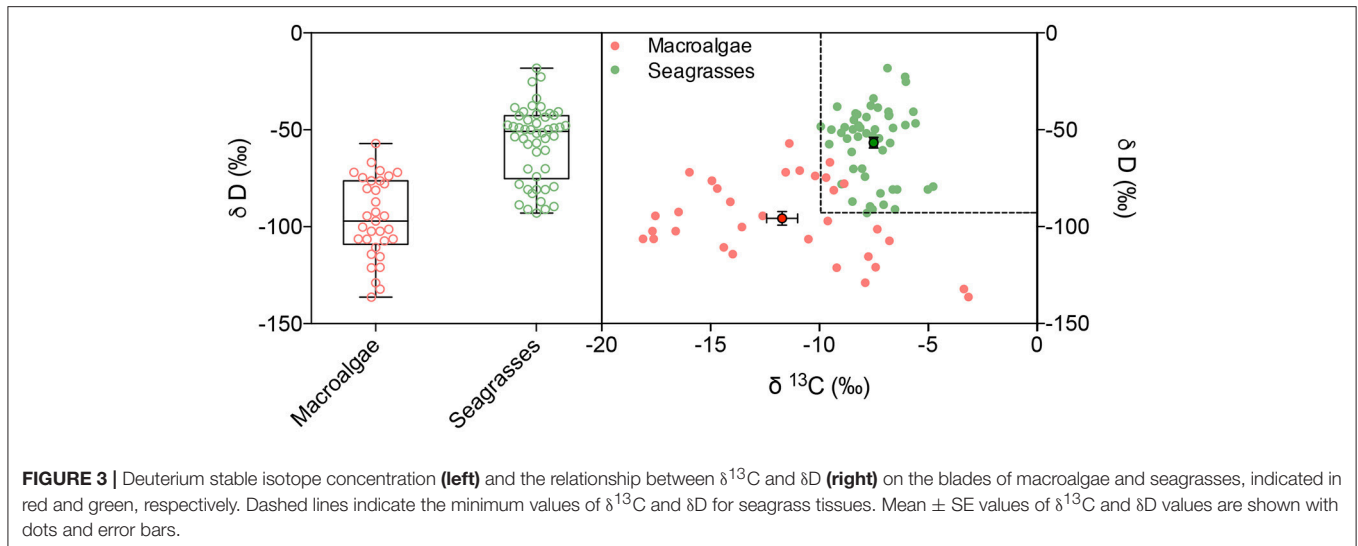 0
-50
-100
-150
δ D (‰)
Macroalgae
Seagrasses
Macroalgae
Seagrasses
-20
-15
-10
-5
0
δ ¹³C (‰)
0
-50
-100
-150
δ D (‰)
FIGURE 3 | Deuterium stable isotope concentration (left) and the relationship between δ¹³C and δD (right) on the blades of macroalgae and seagrasses, indicated in
red and green, respectively. Dashed lines indicate the minimum values of δ¹³C and δD for seagrass tissues. Mean ± SE values of δ¹³C and δD values are shown with
dots and error bars.